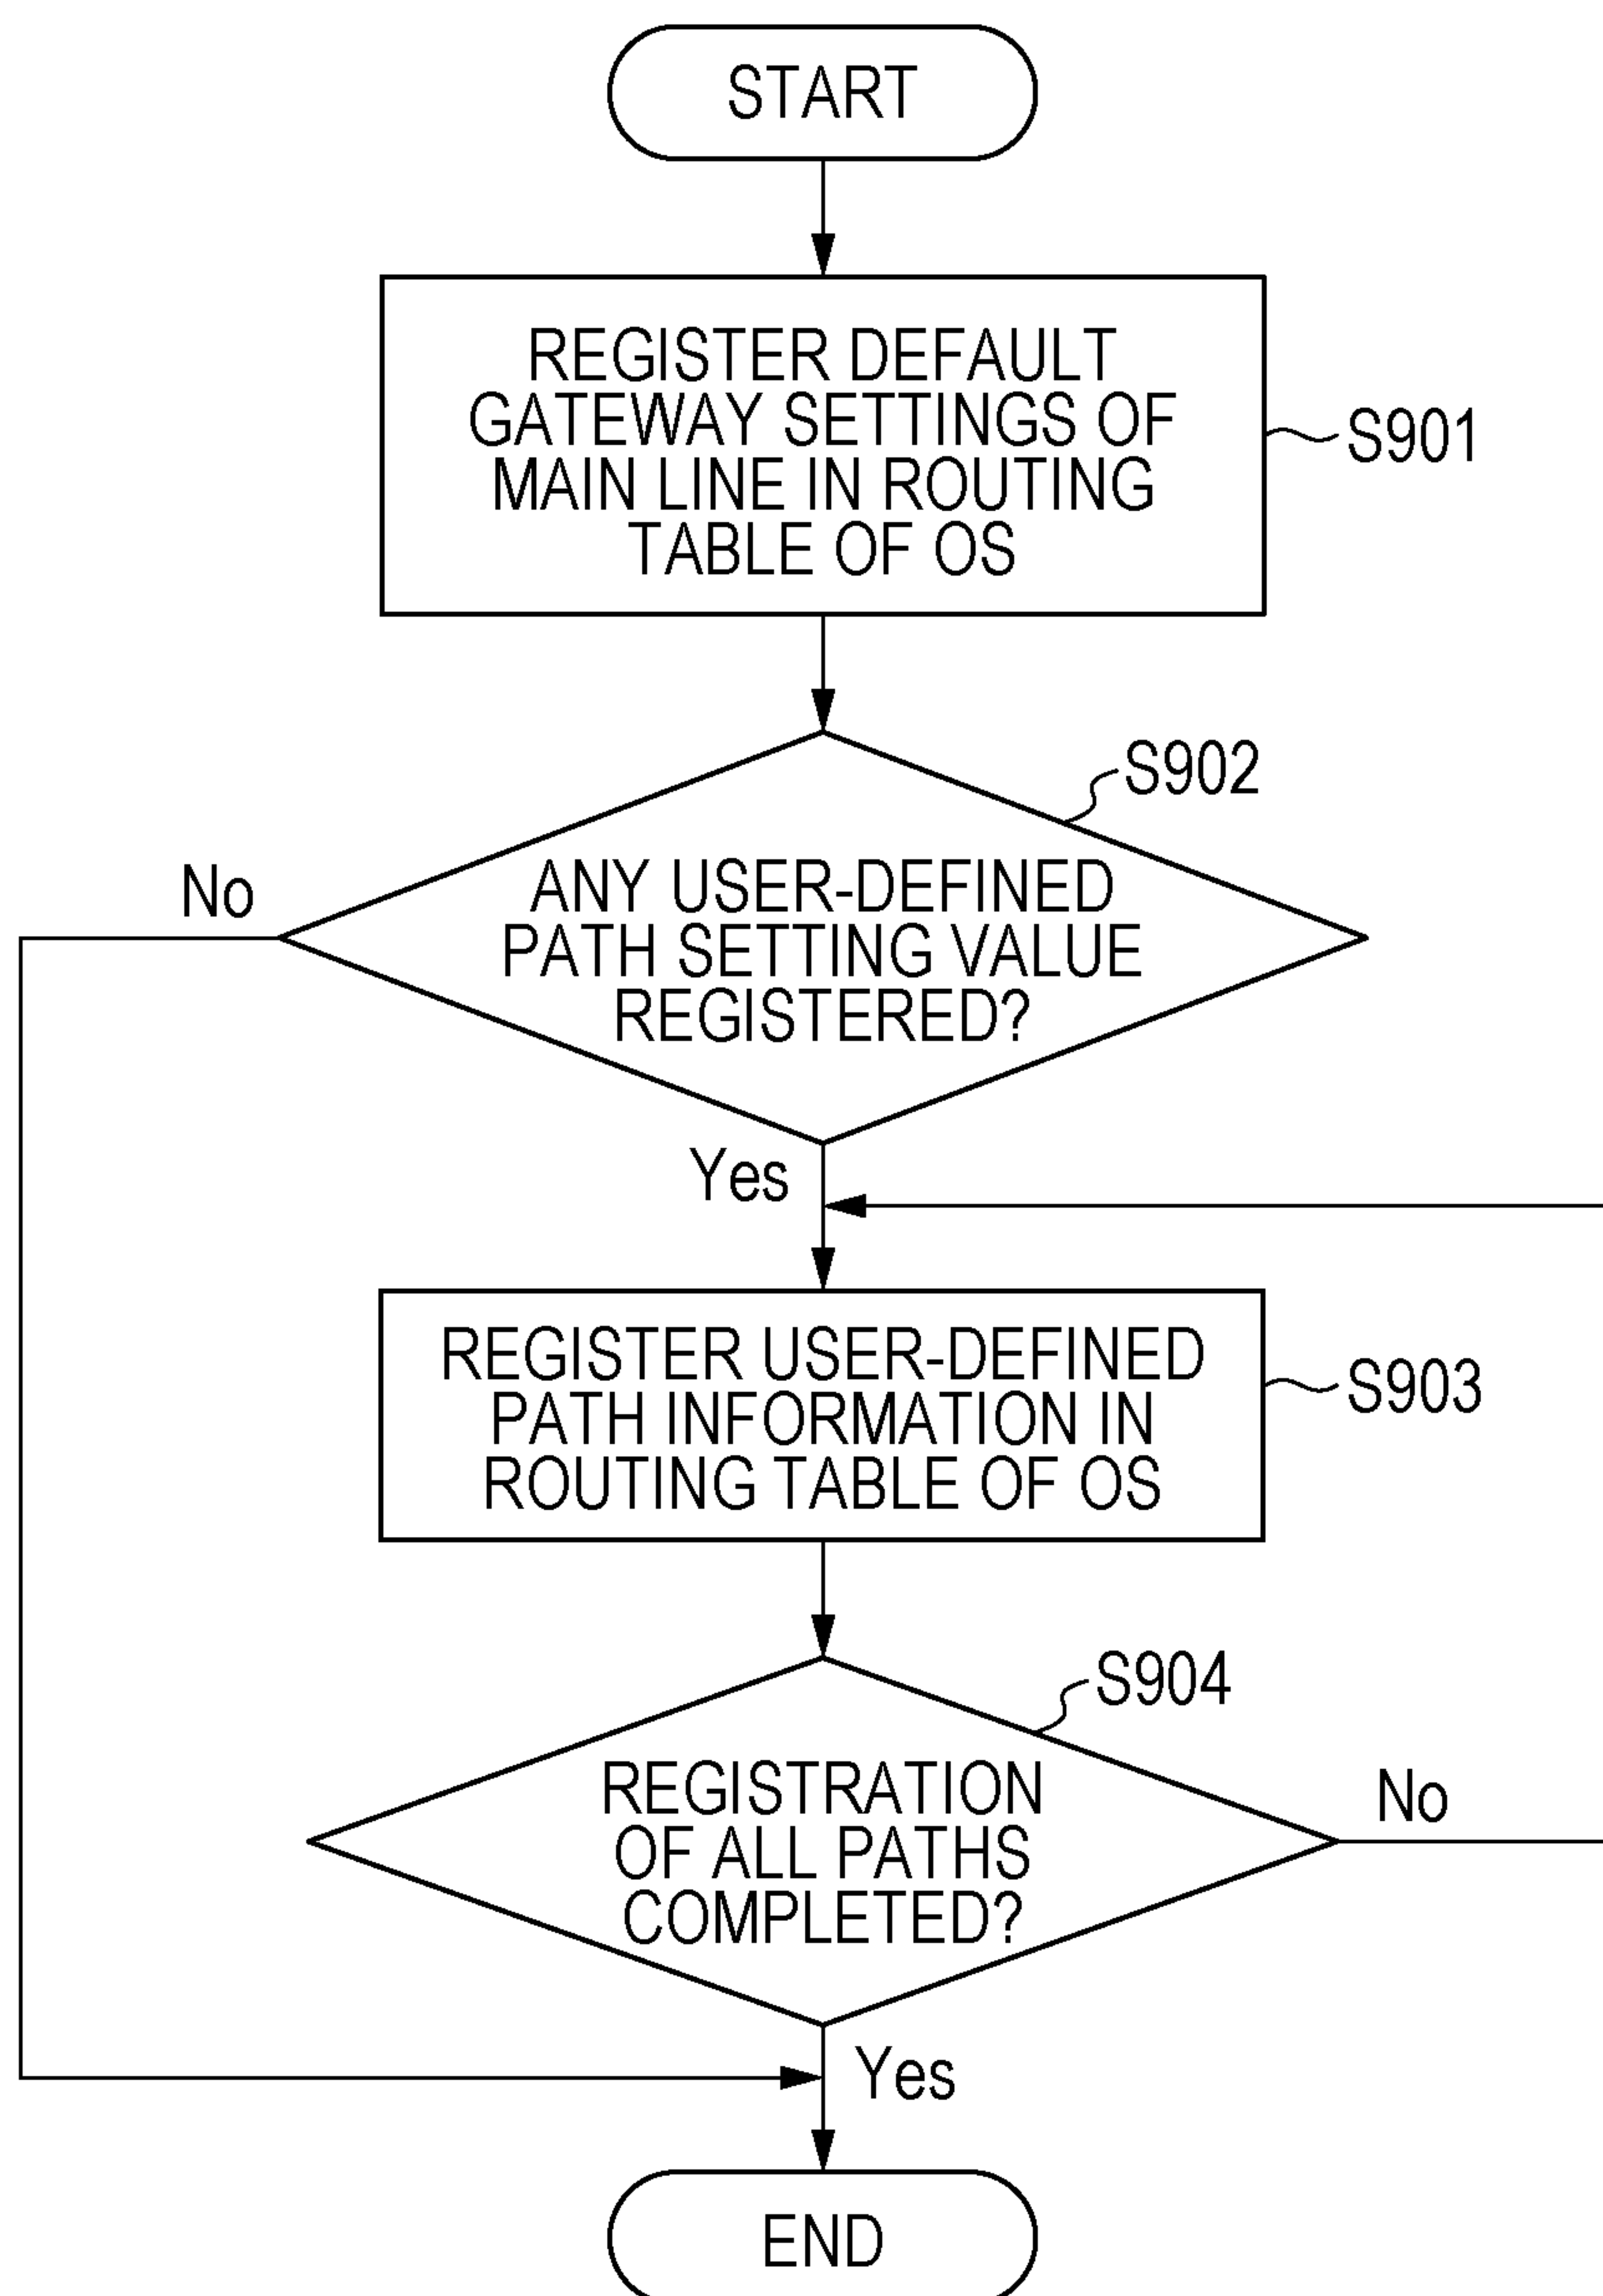 START
REGISTER DEFAULT
GATEWAY SETTINGS OF
MAIN LINE IN ROUTING
TABLE OF OS
S901
S902
No
ANY USER-DEFINED
PATH SETTING VALUE
REGISTERED?
Yes
REGISTER USER-DEFINED
PATH INFORMATION IN
ROUTING TABLE OF OS
S903
S904
REGISTRATION
OF ALL PATHS
COMPLETED?
No
Yes
END